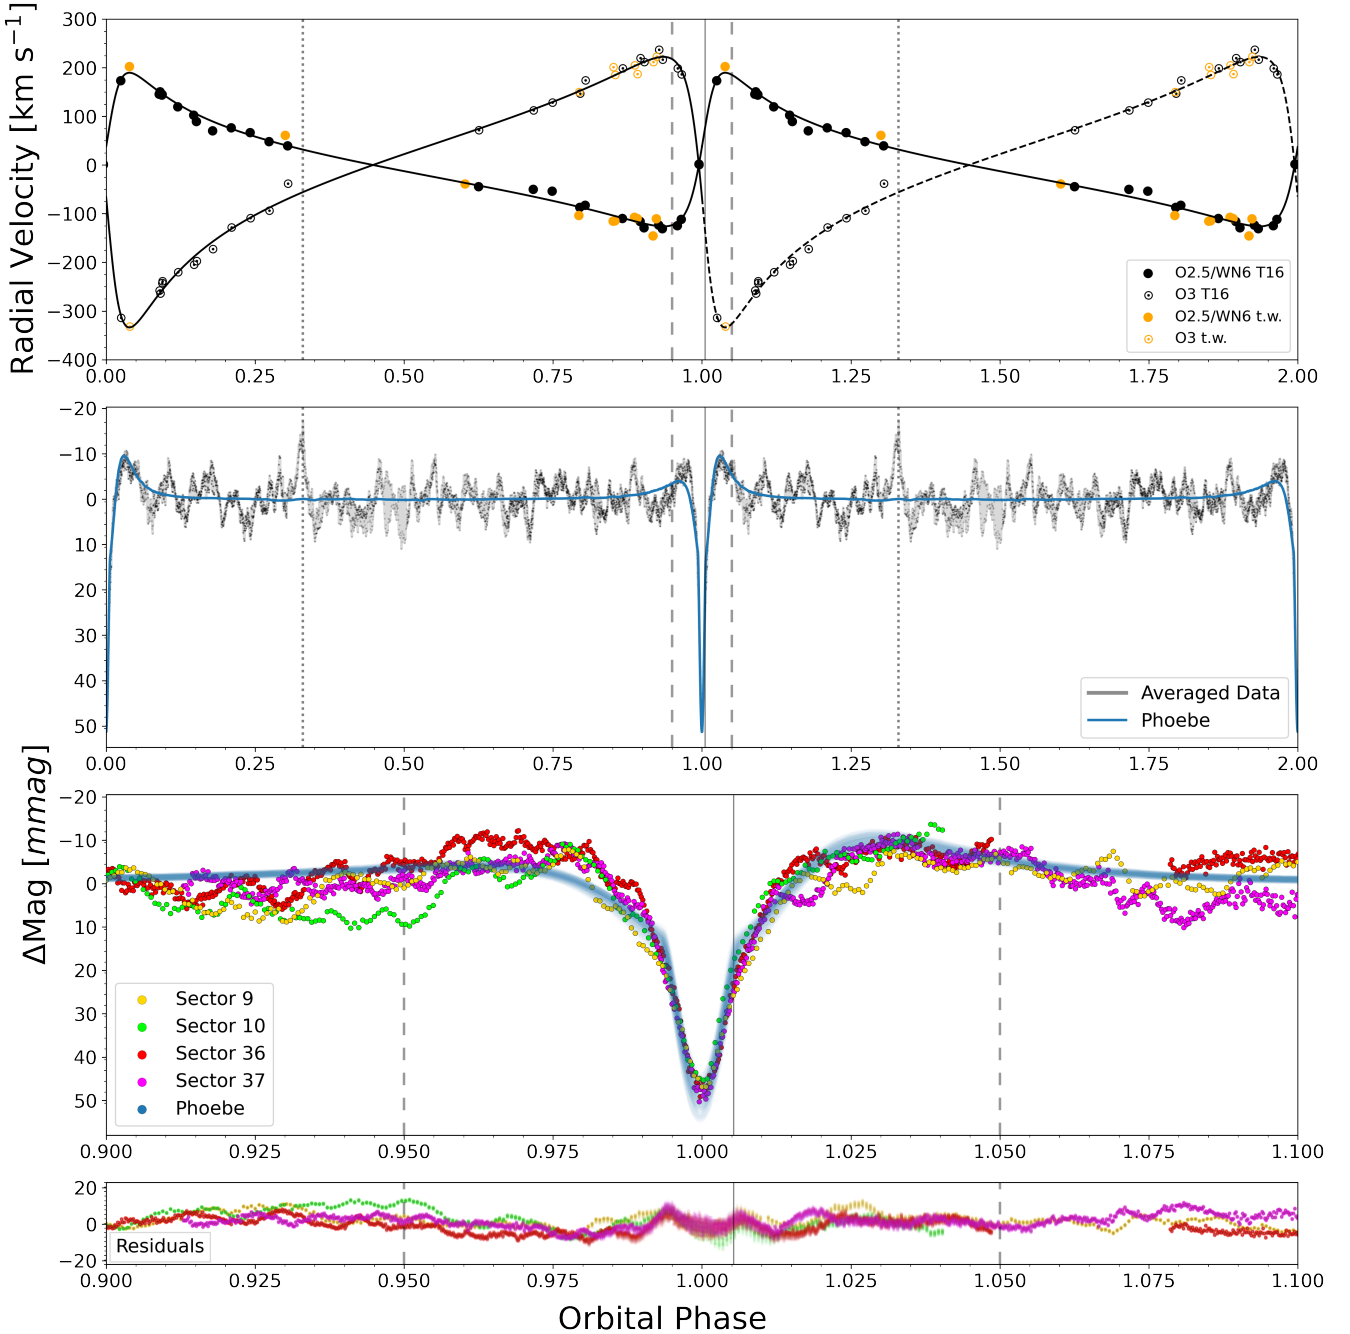 Radial Velocity [km s⁻¹]
300
200
100
0
−100
−200
−300
−400
O2.5/WN6 T16
O3 T16
O2.5/WN6 t.w.
O3 t.w.
0.00 0.25 0.50 0.75 1.00 1.25 1.50 1.75 2.00
−20
−10
0
10
20
30
40
50
Averaged Data
Phoebe
0.00 0.25 0.50 0.75 1.00 1.25 1.50 1.75 2.00
ΔMag [mmag]
−20
−10
0
10
20
30
40
50
Sector 9
Sector 10
Sector 36
Sector 37
Phoebe
0.900 0.925 0.950 0.975 1.000 1.025 1.050 1.075 1.100
20
0
−20
Residuals
0.900 0.925 0.950 0.975 1.000 1.025 1.050 1.075 1.100
Orbital Phase